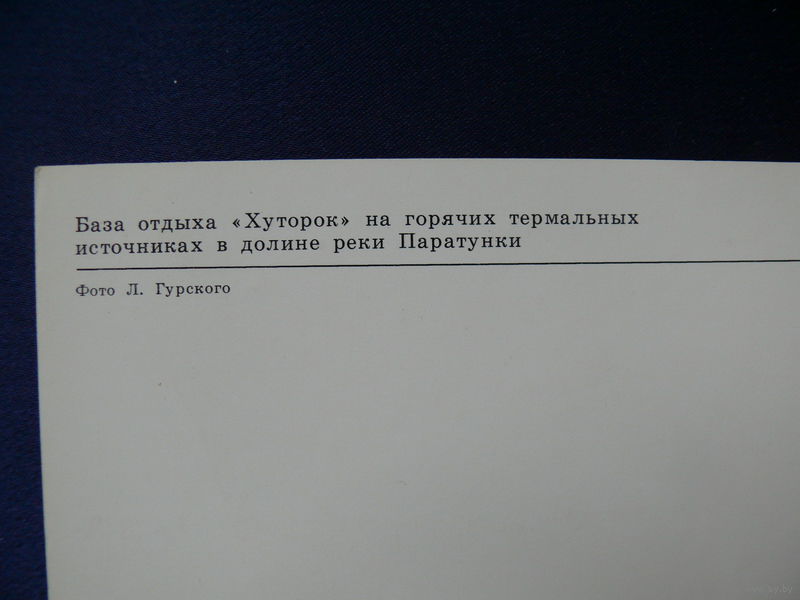 База отдыха «Хуторок» на горячих термальных
источниках в долине реки Паратунки
Фото Л. Гурского